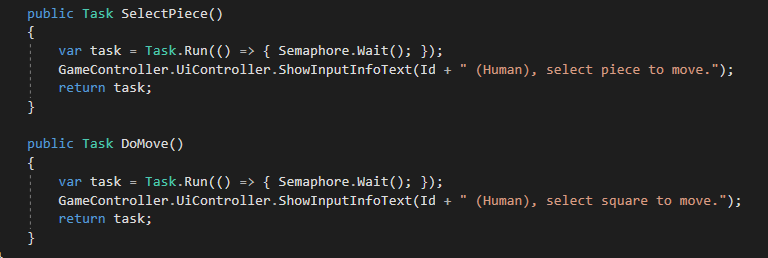 public Task SelectPiece()
{
var task = Task.Run(() => { Semaphore.Wait(); });
GameController.UiController.ShowInputInfoText(Id + " (Human), select piece to move.");
return task;
}
public Task DoMove()
{
var task = Task.Run(() => { Semaphore.Wait(); });
GameController.UiController.ShowInputInfoText(Id + " (Human), select square to move.");
return task;
}